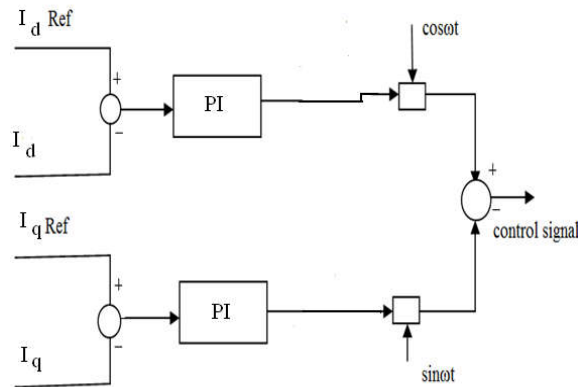 I d Ref
cosωt
+
PI
−
I d
+
−
I q Ref
control signal
+
PI
−
I q
sinωt